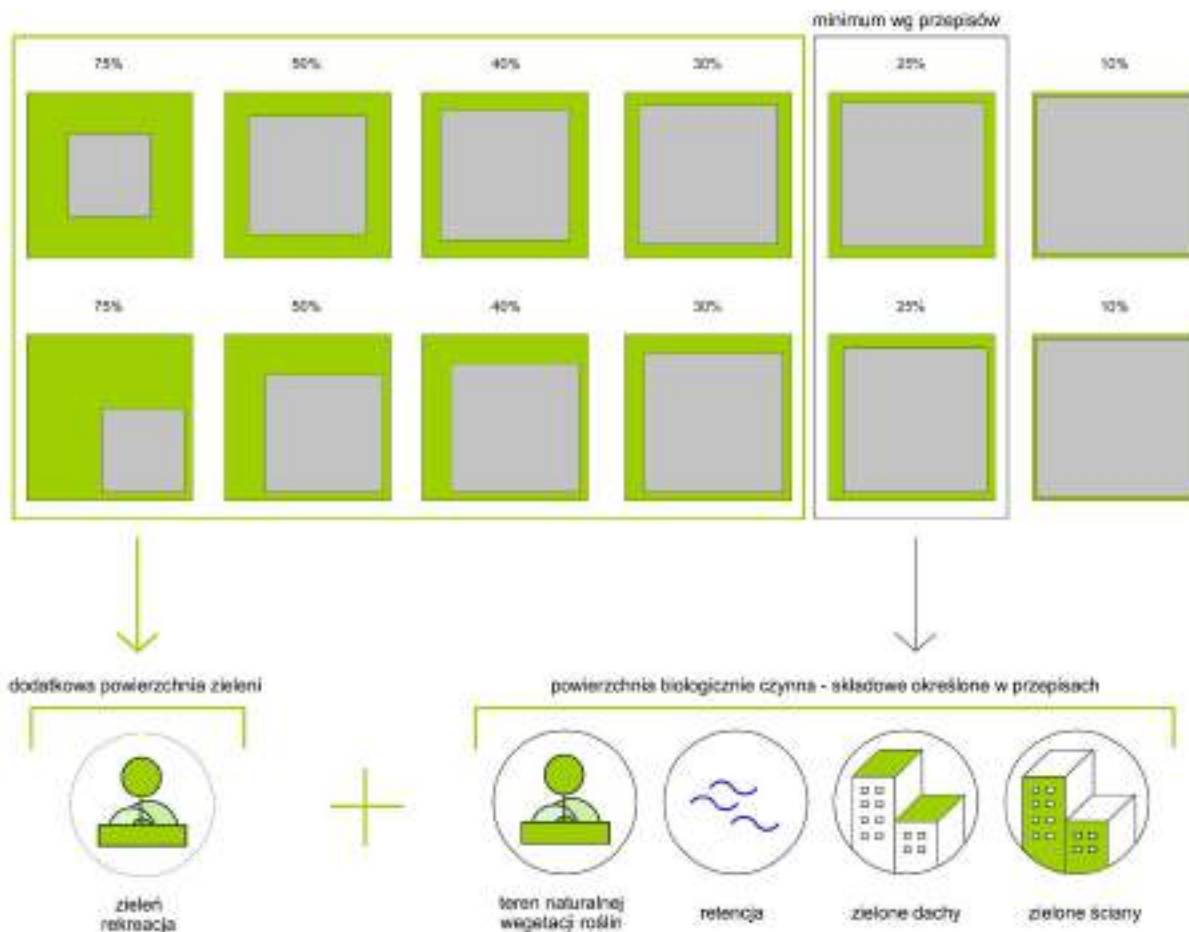 minimum wg przepisów
75% 50% 40% 30% 25% 10%
75% 50% 40% 30% 25% 10%
dodatkowa powierzchnia zieleni
powierzchnia biologicznie czynna - składowe określone w przepisach
zieleń
rekreacja
teren naturalnej
wegetacji roślin
retencja
zielone dachy
zielone ściany